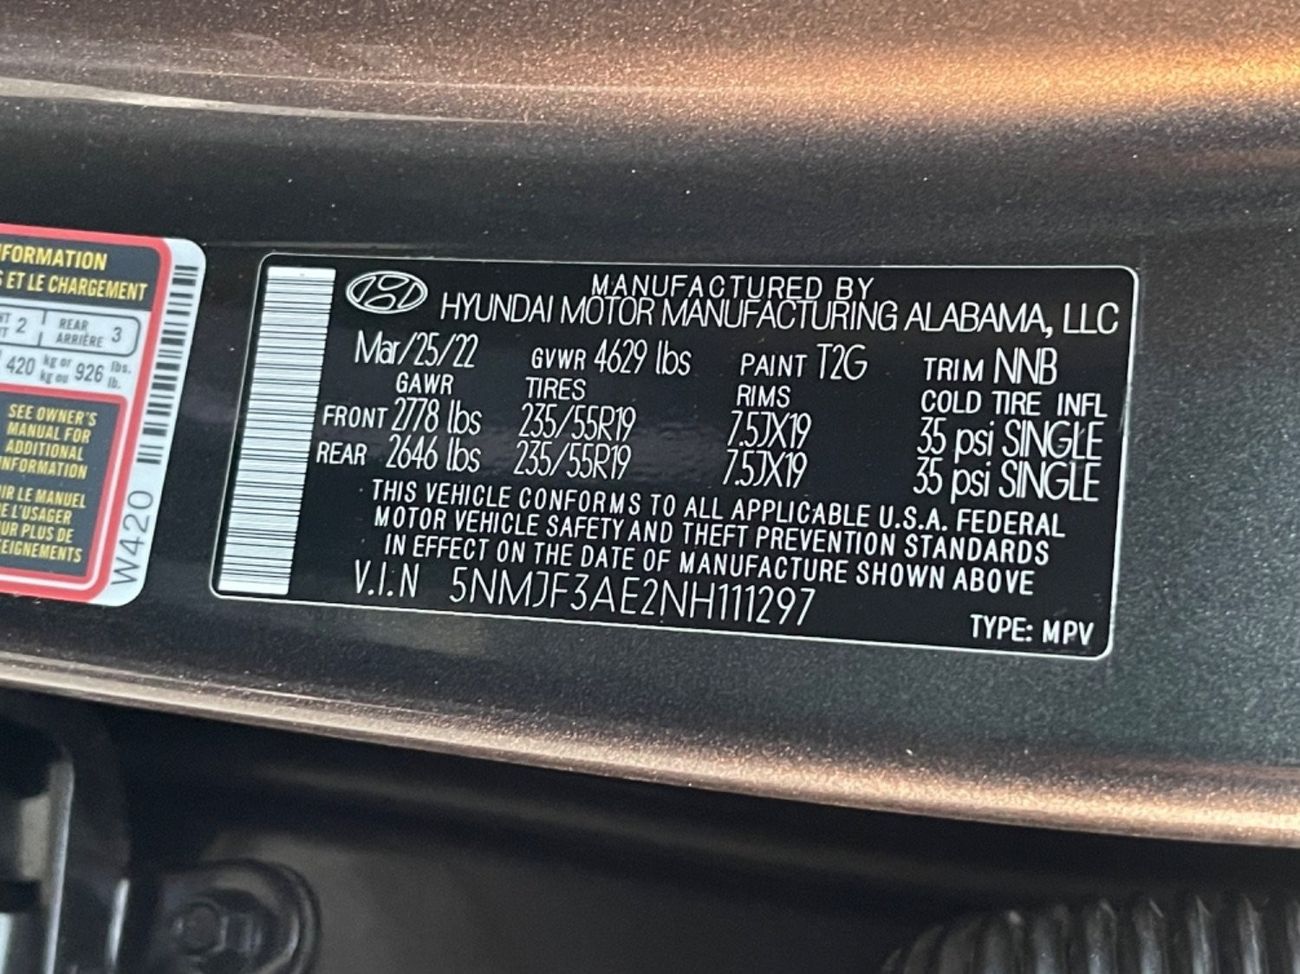 INFORMATION
S ET LE CHARGEMENT
2 REAR ARRIÈRE 3
420 kg or kg ou 926 lbs. lb.
SEE OWNER'S
MANUAL FOR
ADDITIONAL
INFORMATION
IR LE MANUEL
E L'USAGER
UR PLUS DE
EIGNEMENTS
W420
MANUFACTURED BY
HYUNDAI MOTOR MANUFACTURING ALABAMA, LLC
Mar/25/22 GVWR 4629 lbs PAINT T2G TRIM NNB
GAWR TIRES RIMS COLD TIRE INFL
FRONT 2778 lbs 235/55R19 7.5JX19 35 psi SINGLE
REAR 2646 lbs 235/55R19 7.5JX19 35 psi SINGLE
THIS VEHICLE CONFORMS TO ALL APPLICABLE U.S.A. FEDERAL
MOTOR VEHICLE SAFETY AND THEFT PREVENTION STANDARDS
IN EFFECT ON THE DATE OF MANUFACTURE SHOWN ABOVE
V.I.N 5NMJF3AE2NH111297
TYPE: MPV